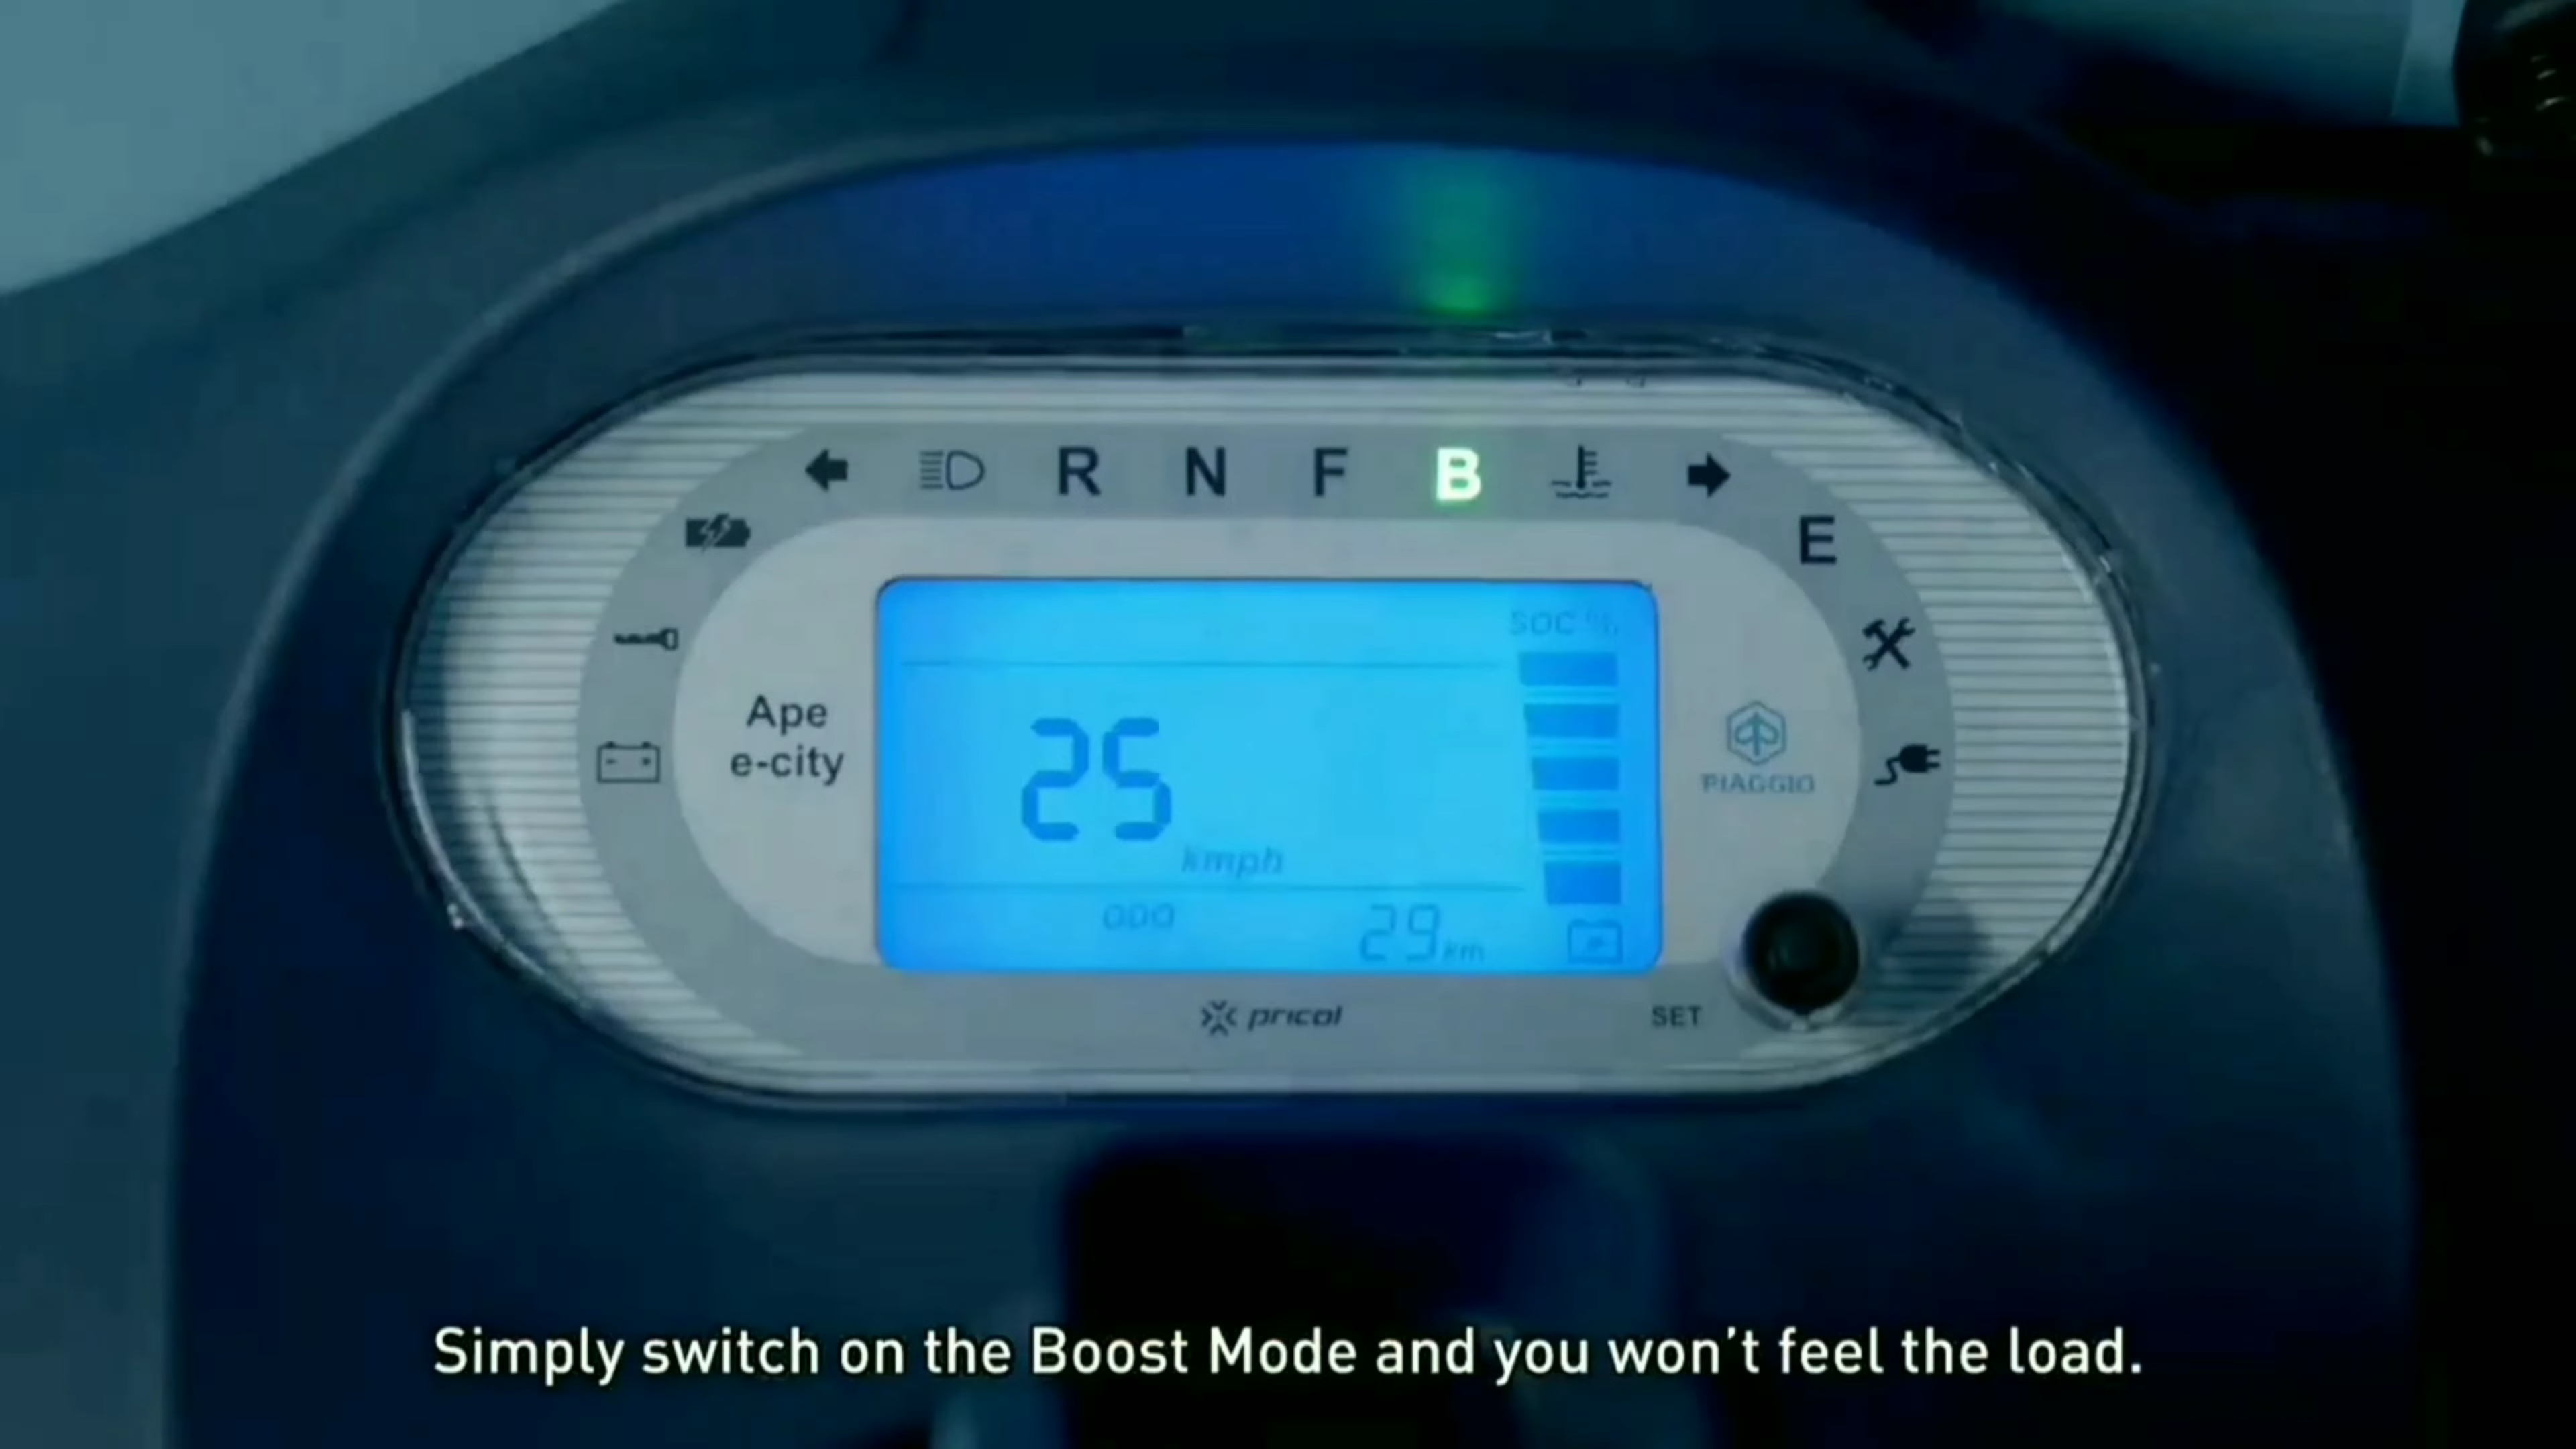 R N F B
E
SOC %
Ape
e-city
25
kmph
PIAGGIO
ODO 29 km
pricol
SET
Simply switch on the Boost Mode and you won't feel the load.